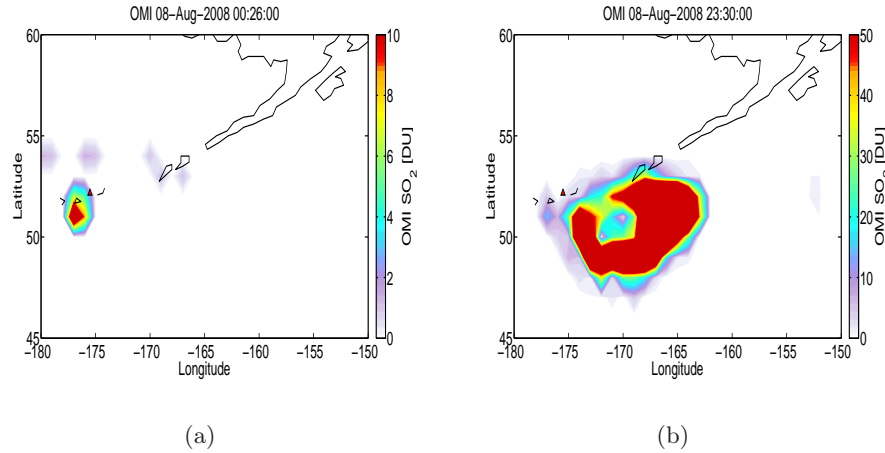 OMI 08−Aug−2008 00:26:00
60
55
50
45
Latitude
−180 −175 −170 −165 −160 −155 −150
Longitude
10
8
6
4
2
0
OMI SO2 [DU]
(a)
OMI 08−Aug−2008 23:30:00
60
55
50
45
Latitude
−180 −175 −170 −165 −160 −155 −150
Longitude
50
40
30
20
10
0
OMI SO2 [DU]
(b)